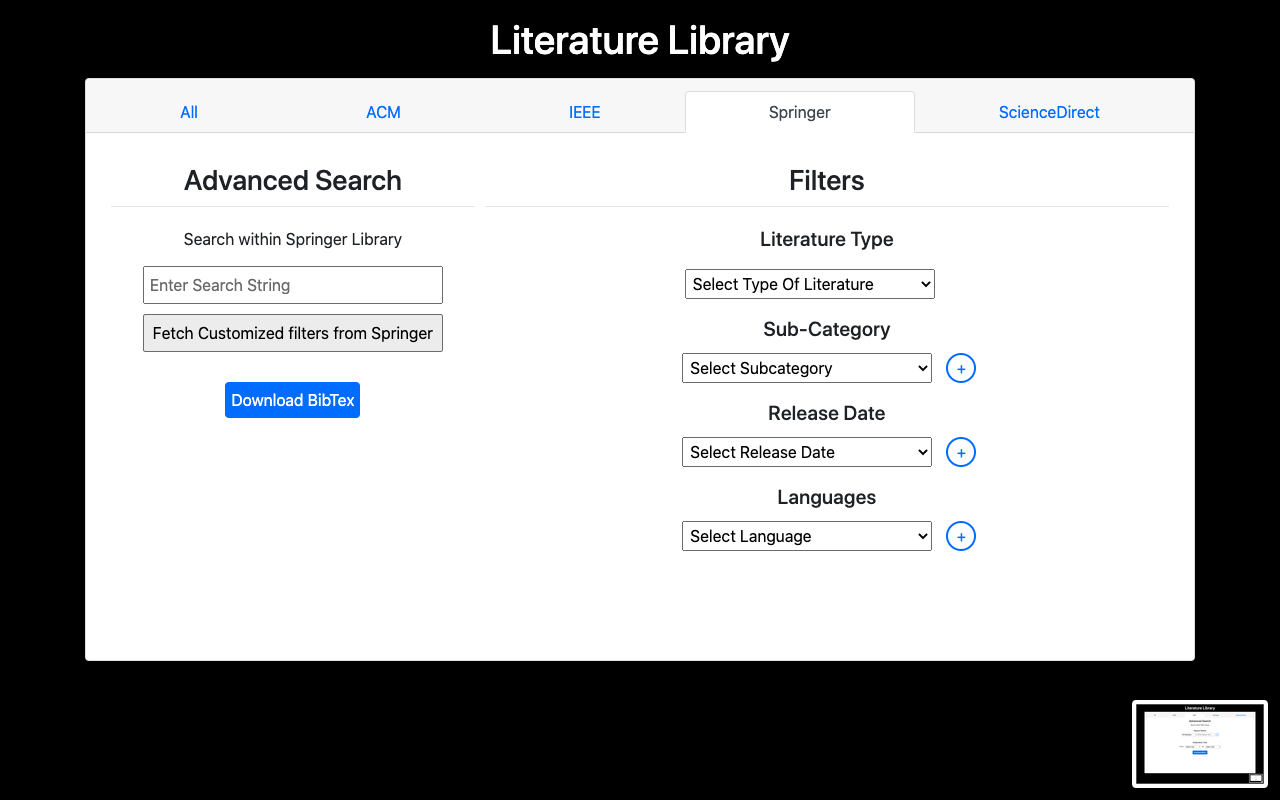 Literature Library
All ACM IEEE Springer ScienceDirect
Advanced Search
Search within Springer Library
Enter Search String
Fetch Customized filters from Springer
Download BibTex
Filters
Literature Type
Select Type Of Literature
Sub-Category
Select Subcategory +
Release Date
Select Release Date +
Languages
Select Language +